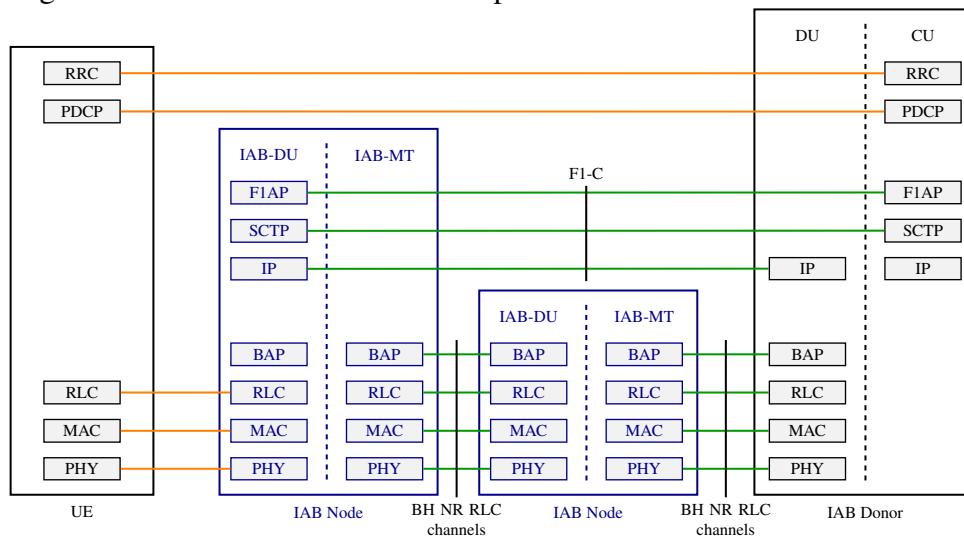 DU CU
RRC RRC
PDCP PDCP
IAB-DU IAB-MT
F1-C
F1AP F1AP
SCTP SCTP
IP IP IP
IAB-DU IAB-MT
BAP BAP BAP BAP BAP
RLC RLC RLC RLC RLC RLC
MAC MAC MAC MAC MAC MAC
PHY PHY PHY PHY PHY PHY
UE IAB Node BH NR RLC IAB Node BH NR RLC IAB Donor
channels channels